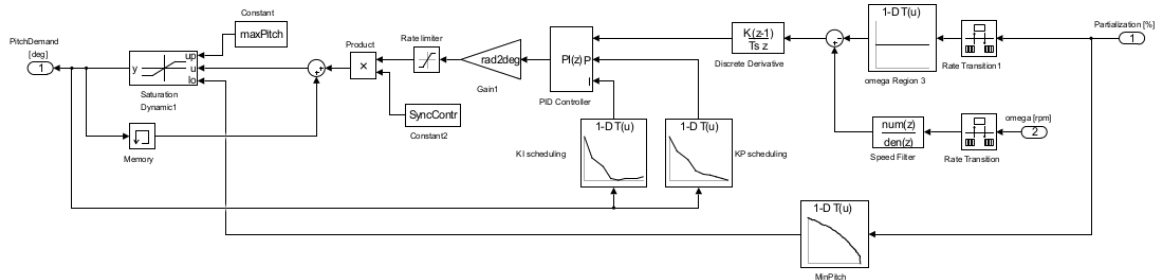 PitchDemand
[deg]
1
Constant
maxPitch
up
u
lo
y
Saturation
Dynamic1
Memory
Product
×
SyncContr
Constant2
Rate limiter
rad2deg
Gain1
PI(z) P
I
PID Controller
1-D T(u)
KI scheduling
1-D T(u)
KP scheduling
K(z-1)
Ts z
Discrete Derivative
1-D T(u)
omega Region 3
Rate Transition1
Partialization [%]
1
num(z)
den(z)
Speed Filter
Rate Transition
omega [rpm]
2
1-D T(u)
MinPitch